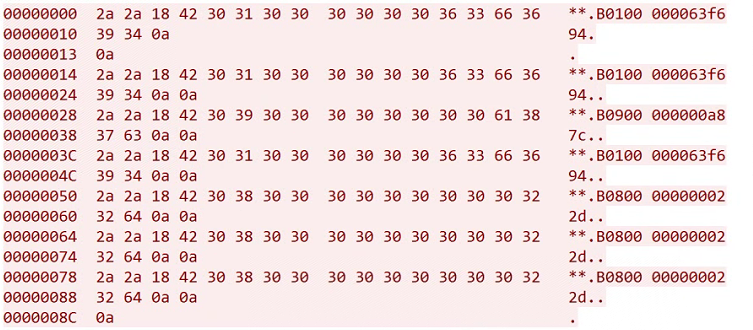 00000000 2a 2a 18 42 30 31 30 30 30 30 30 30 36 33 66 36 **.B0100 000063f6
00000010 39 34 0a 94.
00000013 0a .
00000014 2a 2a 18 42 30 31 30 30 30 30 30 30 36 33 66 36 **.B0100 000063f6
00000024 39 34 0a 0a 94..
00000028 2a 2a 18 42 30 39 30 30 30 30 30 30 30 30 61 38 **.B0900 000000a8
00000038 37 63 0a 0a 7c..
0000003C 2a 2a 18 42 30 31 30 30 30 30 30 30 36 33 66 36 **.B0100 000063f6
0000004C 39 34 0a 0a 94..
00000050 2a 2a 18 42 30 38 30 30 30 30 30 30 30 30 30 32 **.B0800 00000002
00000060 32 64 0a 0a 2d..
00000064 2a 2a 18 42 30 38 30 30 30 30 30 30 30 30 30 32 **.B0800 00000002
00000074 32 64 0a 0a 2d..
00000078 2a 2a 18 42 30 38 30 30 30 30 30 30 30 30 30 32 **.B0800 00000002
00000088 32 64 0a 0a 2d..
0000008C 0a .